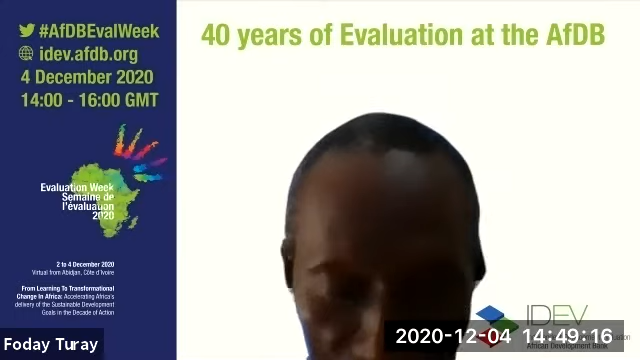 #AfDBEvalWeek
idev.afdb.org
4 December 2020
14:00 - 16:00 GMT
Evaluation Week
Semaine de
l'évaluation
2020
2 to 4 December 2020
Virtual from Abidjan, Côte d'Ivoire
From Learning To Transformational
Change In Africa: Accelerating Africa's
delivery of the Sustainable Development
Goals in the Decade of Action
40 years of Evaluation at the AfDB
IDEV
African Development Bank
2020-12-04 14:49:16
Foday Turay